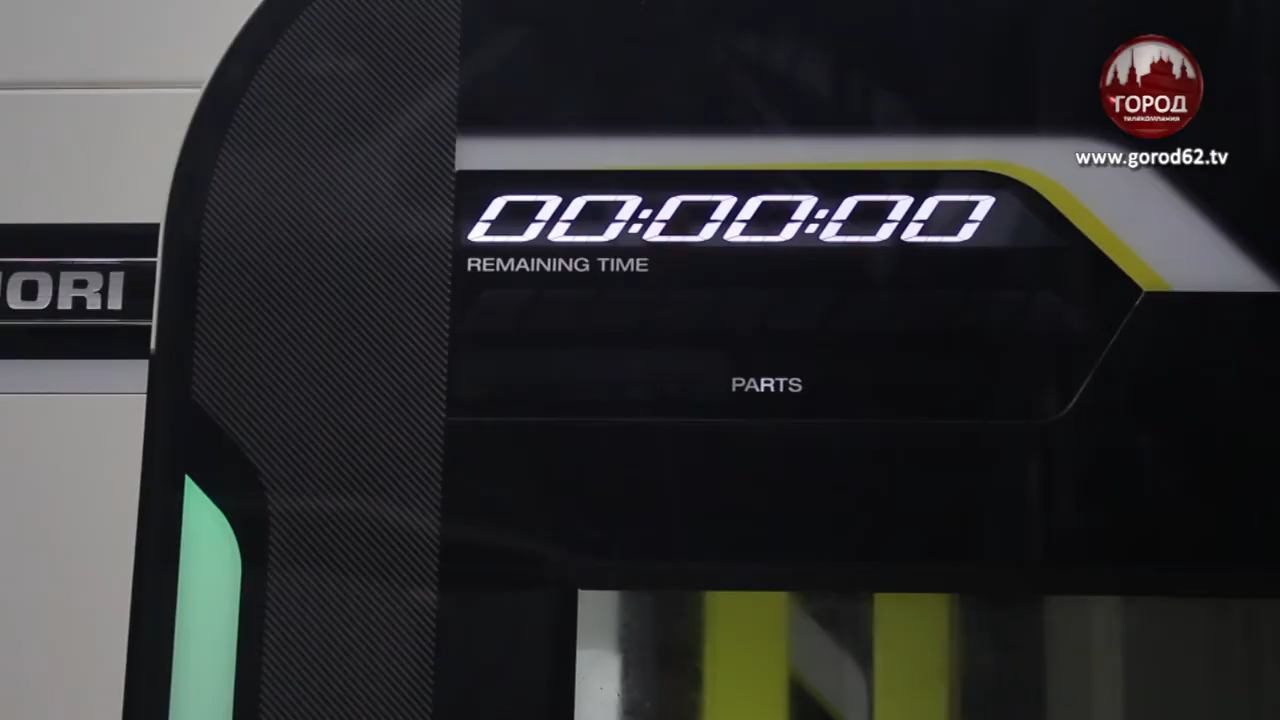 ГОРОД
телекомпания
www.gorod62.tv
00:00:00
REMAINING TIME
ORI
PARTS